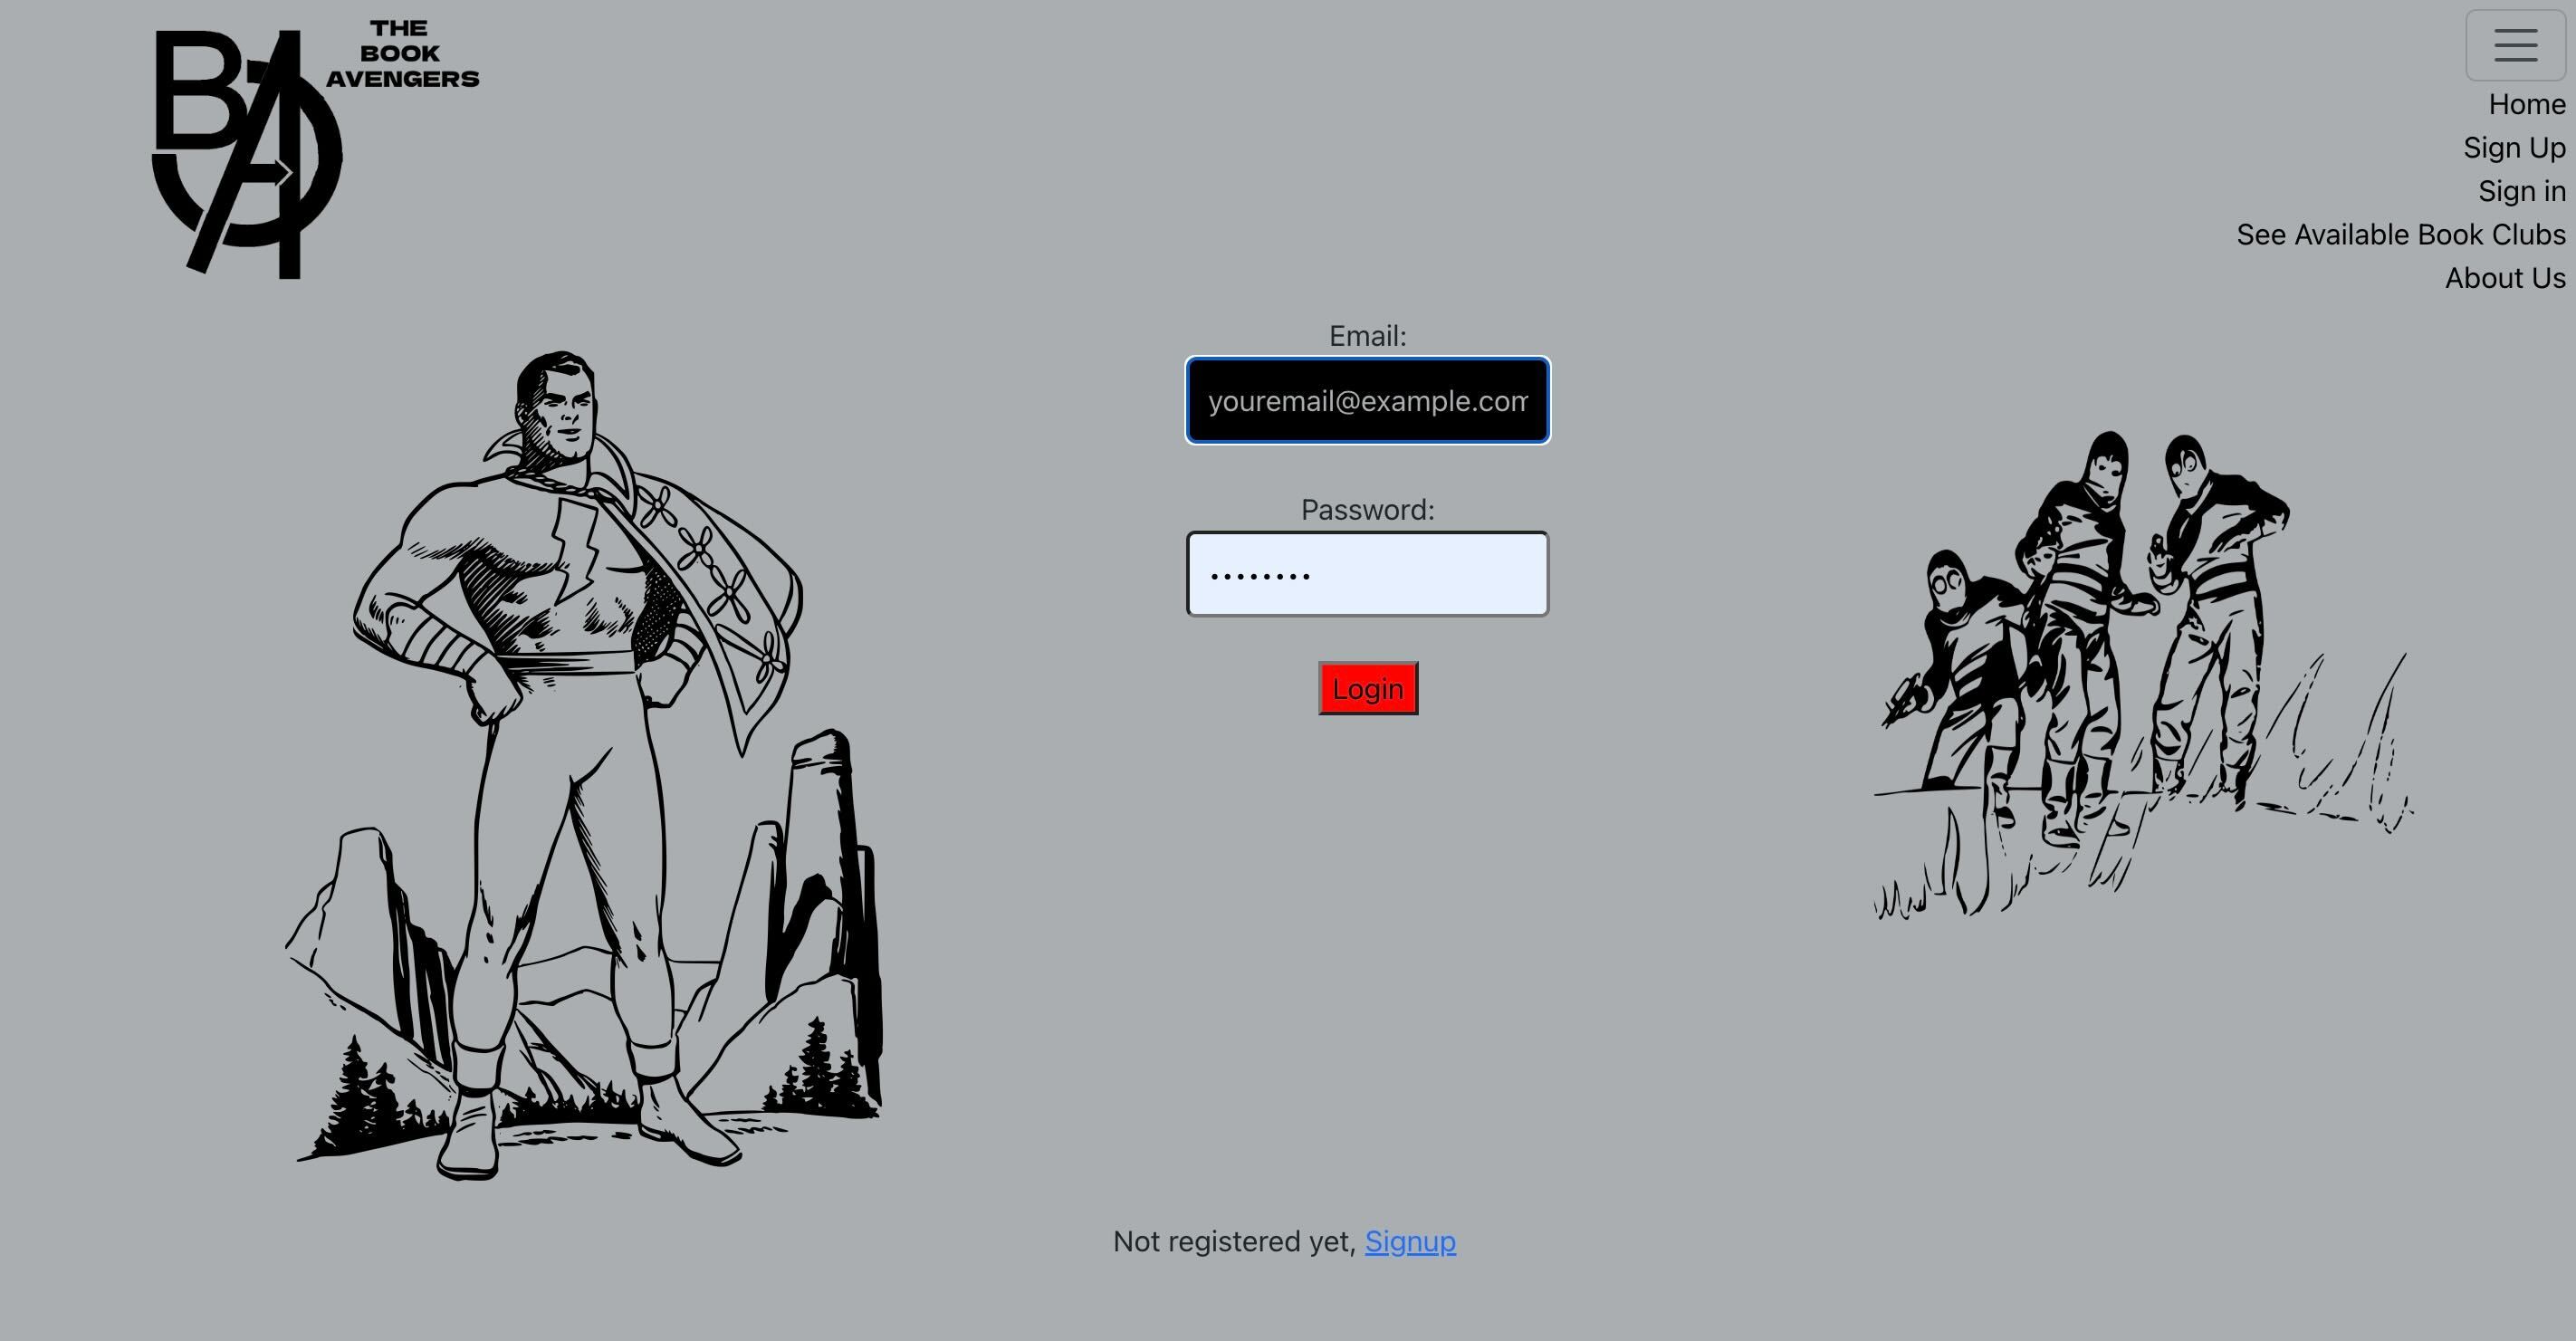 BA
THE
BOOK
AVENGERS
Home
Sign Up
Sign in
See Available Book Clubs
About Us
Email:
youremail@example.com
Password:
••••••••
Login
Not registered yet, Signup